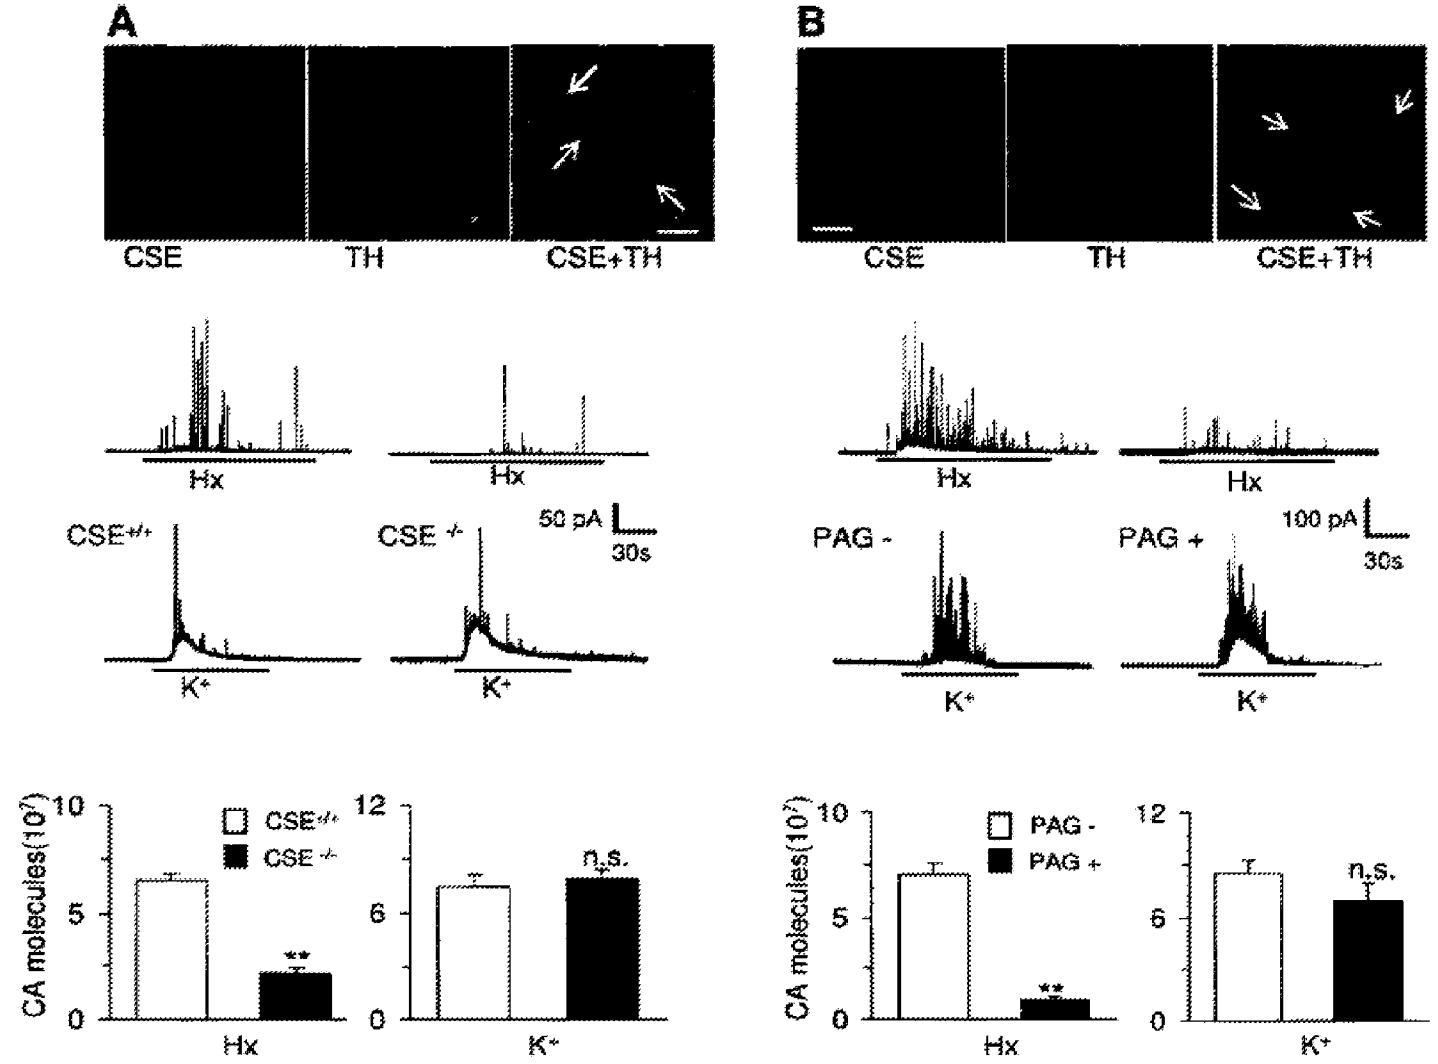 A
B
CSE TH CSE+TH
CSE TH CSE+TH
Hx Hx
Hx Hx
CSE+/+ CSE -/- 50 pA
30s
PAG - PAG + 100 pA
30s
K+ K+
K+ K+
CA molecules(10⁷)
10
5
0
CSE+/+
CSE -/-
**
Hx
12
6
0
n.s.
K+
CA molecules(10⁷)
10
5
0
PAG -
PAG +
**
Hx
12
6
0
n.s.
K+